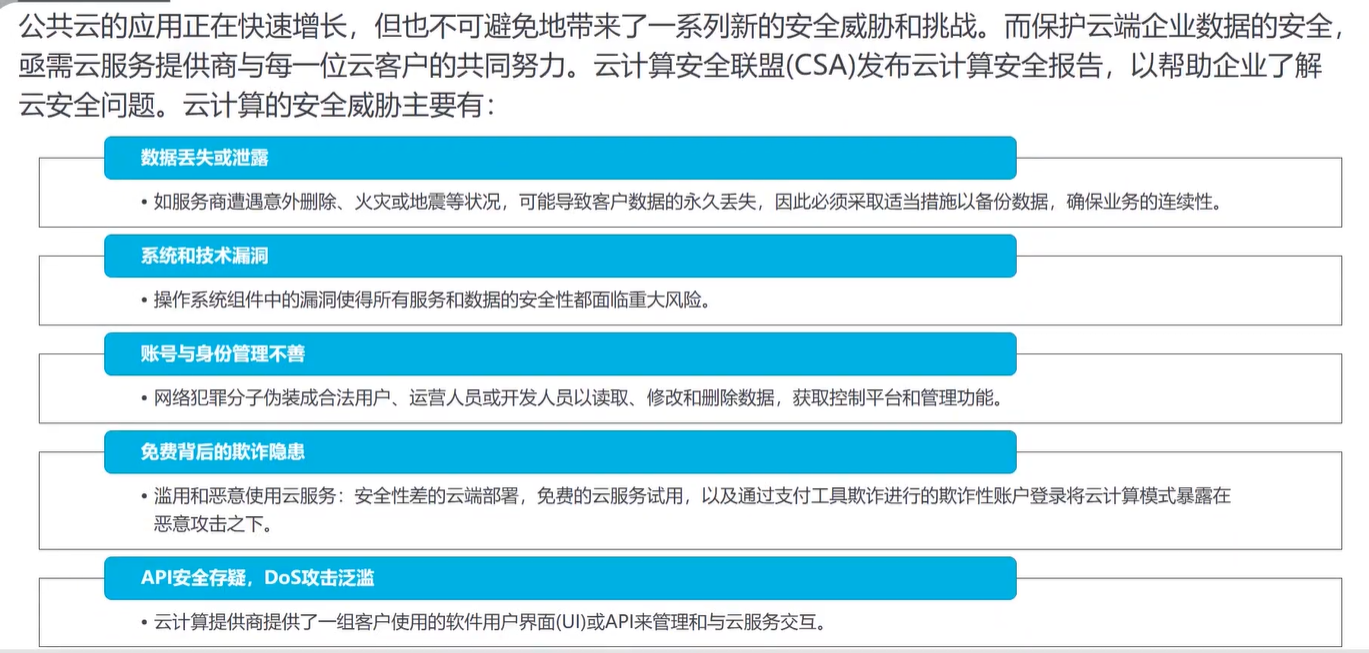 公共云的应用正在快速增长，但也不可避免地带来了一系列新的安全威胁和挑战。而保护云端企业数据的安全，
亟需云服务提供商与每一位云客户的共同努力。云计算安全联盟(CSA)发布云计算安全报告，以帮助企业了解
云安全问题。云计算的安全威胁主要有：
数据丢失或泄露
•如服务商遭遇意外删除、火灾或地震等状况，可能导致客户数据的永久丢失，因此必须采取适当措施以备份数据，确保业务的连续性。
系统和技术漏洞
•操作系统组件中的漏洞使得所有服务和数据的安全性都面临重大风险。
账号与身份管理不善
•网络犯罪分子伪装成合法用户、运营人员或开发人员以读取、修改和删除数据，获取控制平台和管理功能。
免费背后的欺诈隐患
•滥用和恶意使用云服务：安全性差的云端部署，免费的云服务试用，以及通过支付工具欺诈进行的欺诈性账户登录将云计算模式暴露在
恶意攻击之下。
API安全存疑，DoS攻击泛滥
•云计算提供商提供了一组客户使用的软件用户界面(UI)或API来管理和与云服务交互。